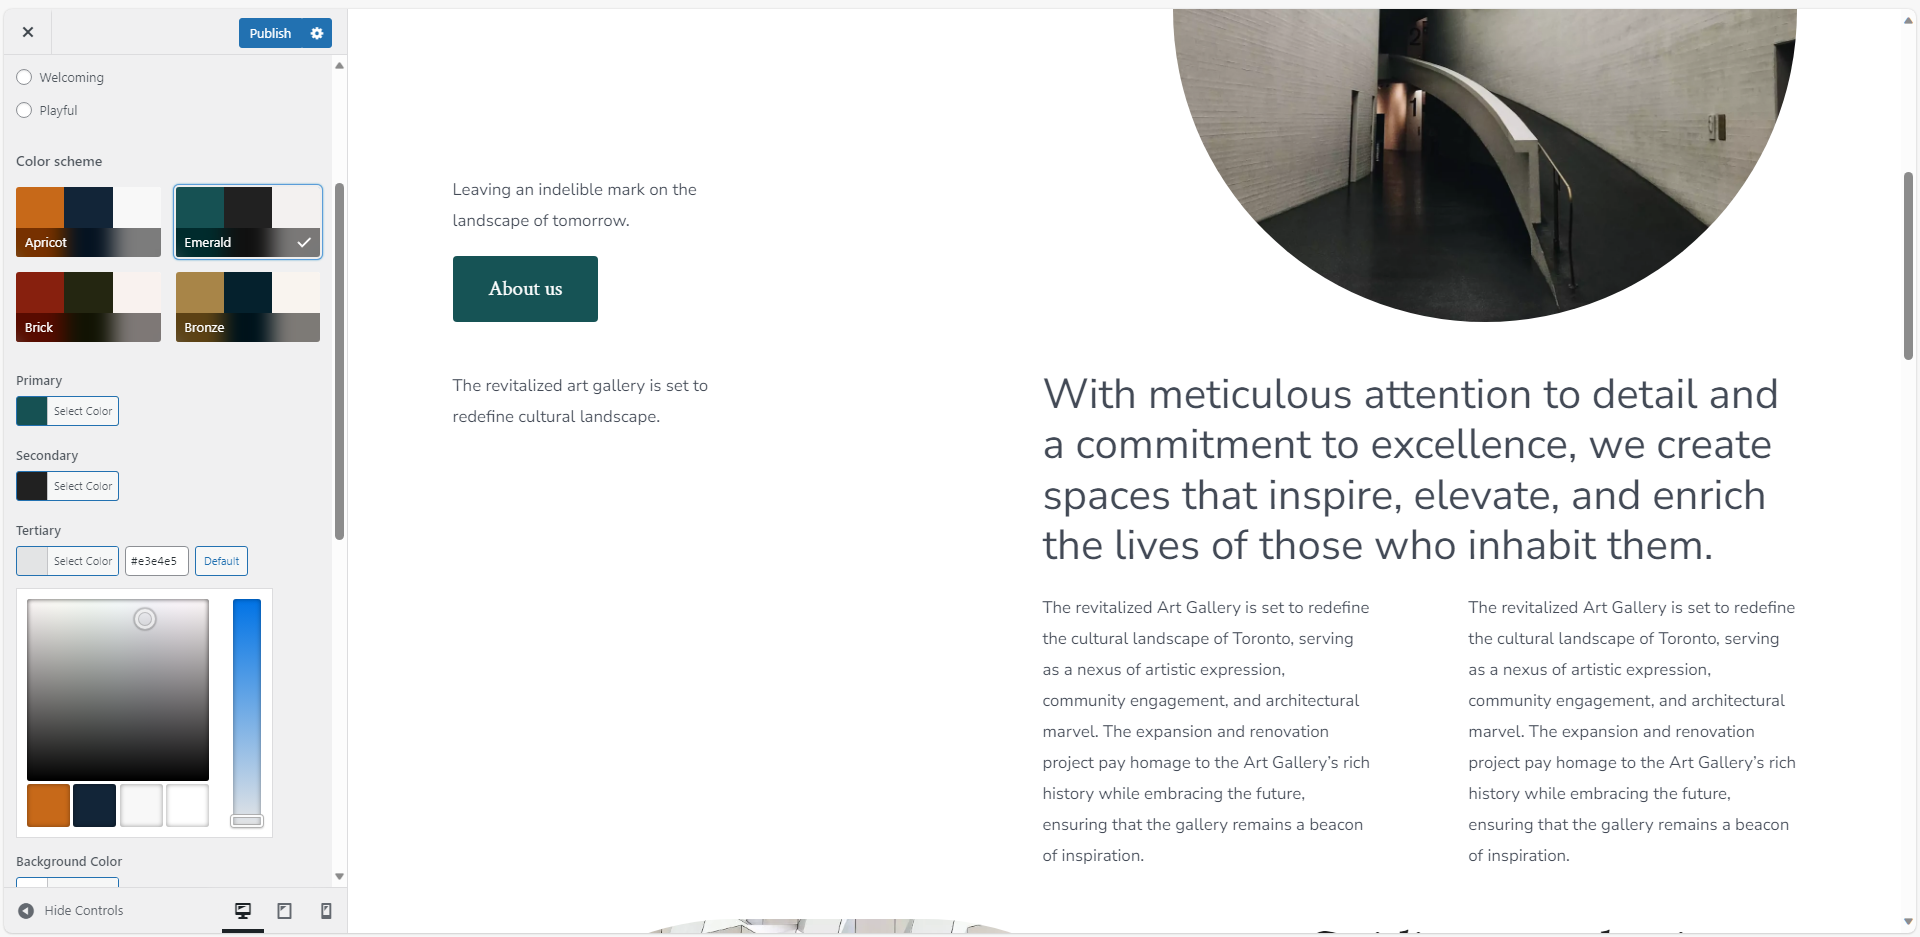 Publish
Welcoming
Playful
Color scheme
Apricot
Emerald
Brick
Bronze
Primary
Select Color
Secondary
Select Color
Tertiary
Select Color
#e3e4e5
Default
Background Color
Hide Controls
2
1
Leaving an indelible mark on the
landscape of tomorrow.
About us
The revitalized art gallery is set to
redefine cultural landscape.
With meticulous attention to detail and
a commitment to excellence, we create
spaces that inspire, elevate, and enrich
the lives of those who inhabit them.
The revitalized Art Gallery is set to redefine
the cultural landscape of Toronto, serving
as a nexus of artistic expression,
community engagement, and architectural
marvel. The expansion and renovation
project pay homage to the Art Gallery’s rich
history while embracing the future,
ensuring that the gallery remains a beacon
of inspiration.
The revitalized Art Gallery is set to redefine
the cultural landscape of Toronto, serving
as a nexus of artistic expression,
community engagement, and architectural
marvel. The expansion and renovation
project pay homage to the Art Gallery’s rich
history while embracing the future,
ensuring that the gallery remains a beacon
of inspiration.